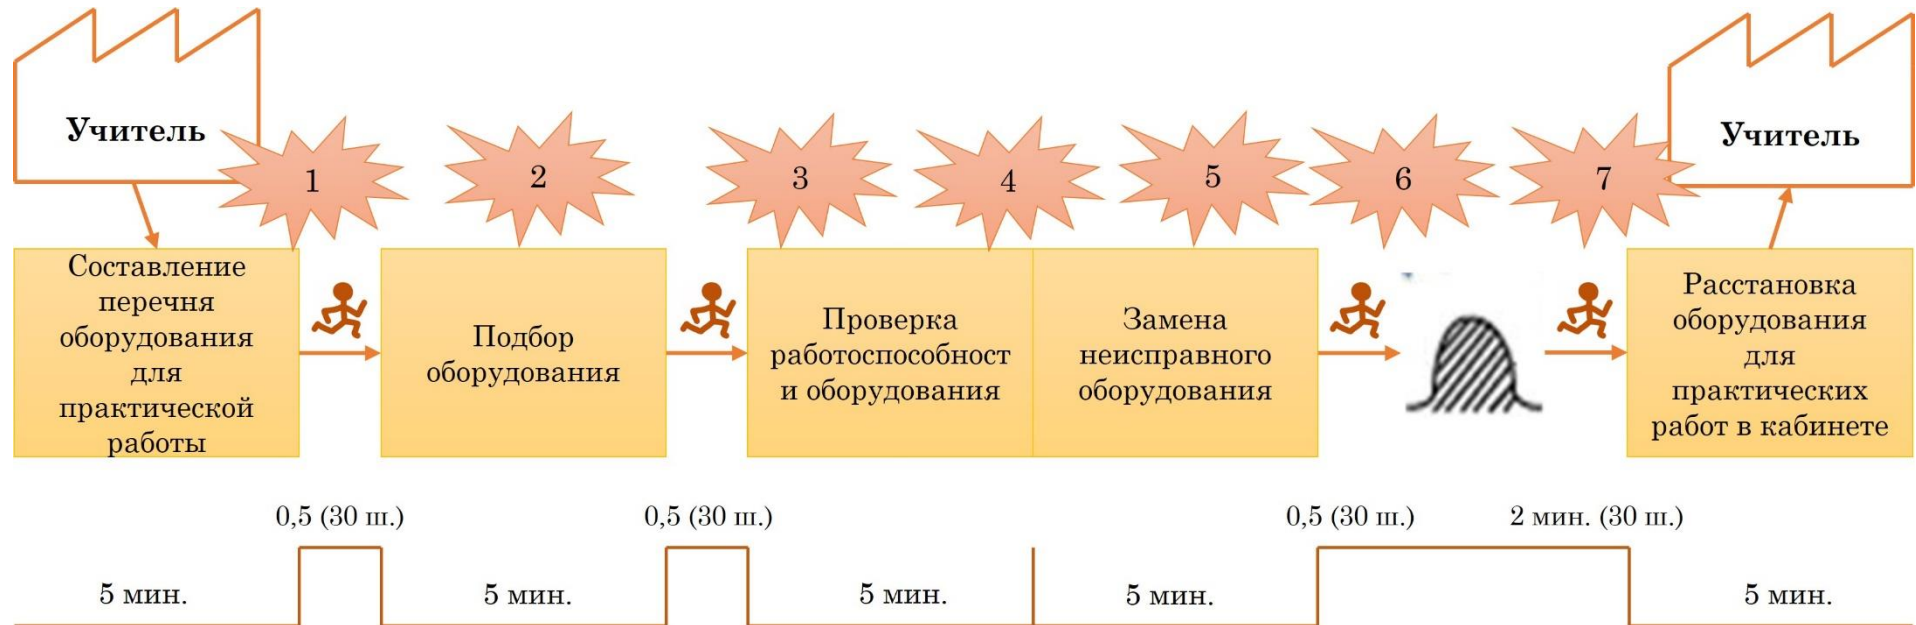 Учитель
Учитель
1
2
3
4
5
6
7
Составление
перечня
оборудования
для
практической
работы
Подбор
оборудования
Проверка
работоспособност
и оборудования
Замена
неисправного
оборудования
Расстановка
оборудования
для
практических
работ в кабинете
0,5 (30 ш.)
0,5 (30 ш.)
0,5 (30 ш.)
2 мин. (30 ш.)
5 мин.
5 мин.
5 мин.
5 мин.
5 мин.